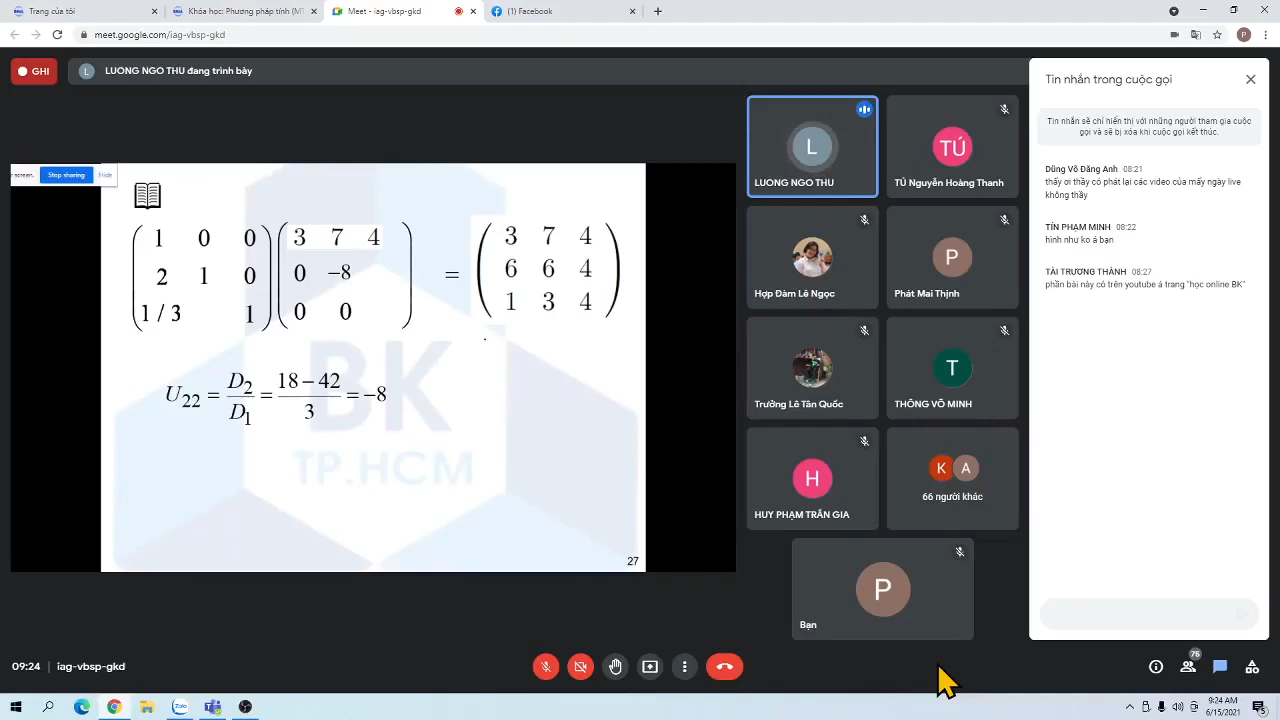 Trang của tôi
Khóa học: Phương pháp tính (MT
Meet - iag-vbsp-gkd
(1) Facebook
meet.google.com/iag-vbsp-gkd
P
GHI
L
LUONG NGO THU đang trình bày
r screen.
Stop sharing
Hide
1 0 0 3 7 4 3 7 4
2 1 0 0 −8 = 6 6 4
1 / 3 1 0 0 1 3 4
U22 = D2 / D1 = 18 − 42 / 3 = −8
BK
TP.HCM
27
L
LUONG NGO THU
TÚ
TÚ Nguyễn Hoàng Thanh
Hợp Đàm Lê Ngọc
P
Phát Mai Thịnh
Trưởng Lê Tân Quốc
T
THÔNG VÕ MINH
H
HUY PHẠM TRẦN GIA
K A
66 người khác
P
Bạn
Tin nhắn trong cuộc gọi
Tin nhắn sẽ chỉ hiển thị với những người tham gia cuộc
gọi và sẽ bị xóa khi cuộc gọi kết thúc.
Dũng Võ Đăng Anh 08:21
thấy ơi thầy có phát lại các video của mấy ngày live
không thầy
TÍN PHẠM MINH 08:22
hình như ko á bạn
TÀI TRƯƠNG THÀNH 08:27
phần bài này có trên youtube á trang "học online BK"
09:24
iag-vbsp-gkd
75
Zalo
9:24 AM
6/15/2021
5